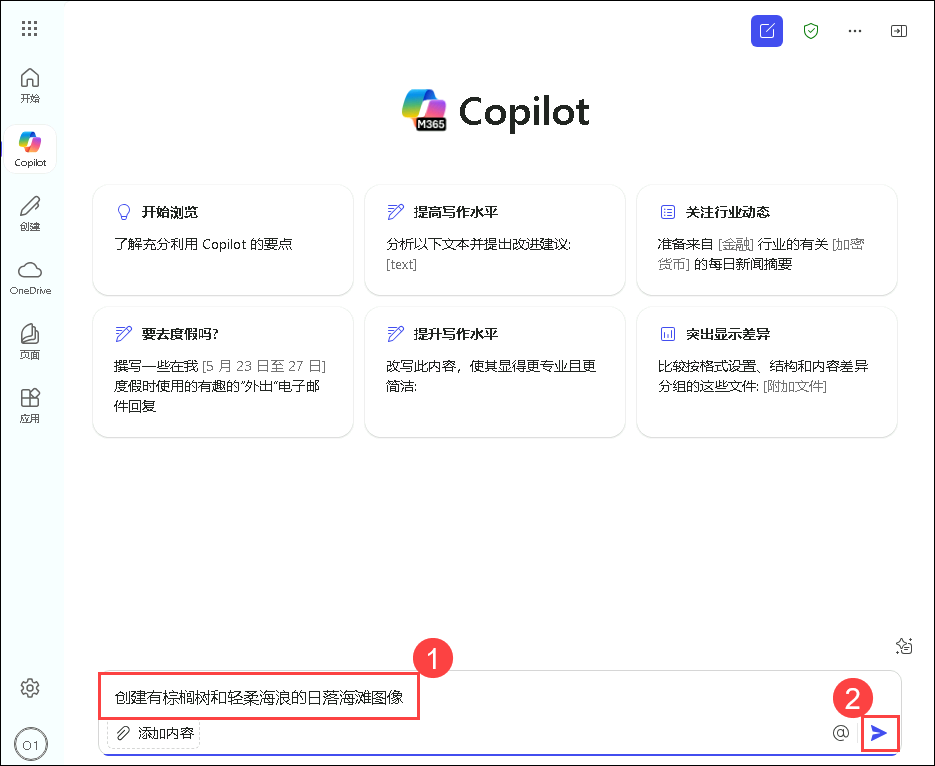 开始
Copilot
创建
OneDrive
页面
应用
O1
M365 Copilot
开始浏览
了解充分利用 Copilot 的要点
提高写作水平
分析以下文本并提出改进建议:
[text]
关注行业动态
准备来自 [金融] 行业的有关 [加密
货币] 的每日新闻摘要
要去度假吗?
撰写一些在我 [5 月 23 日至 27 日]
度假时使用的有趣的“外出”电子邮
件回复
提升写作水平
改写此内容，使其显得更专业且更
简洁:
突出显示差异
比较按格式设置、结构和内容差异
分组的这些文件: [附加文件]
1
创建有棕榈树和轻柔海浪的日落海滩图像
添加内容
@
2